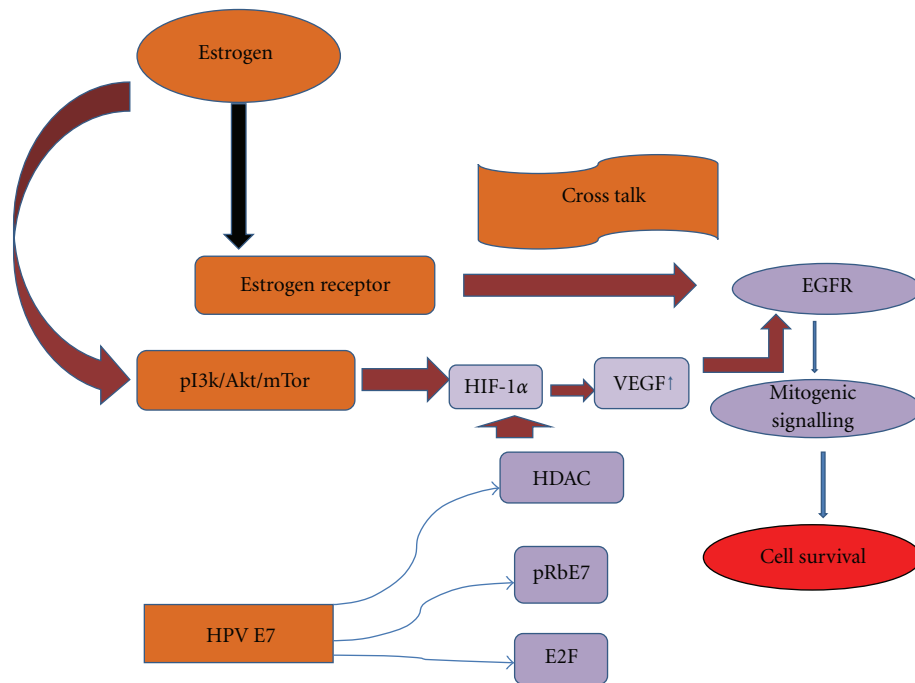 Estrogen
Cross talk
Estrogen receptor
EGFR
pI3k/Akt/mTor
HIF-1α
VEGF↑
Mitogenic
signalling
HDAC
Cell survival
pRbE7
HPV E7
E2F